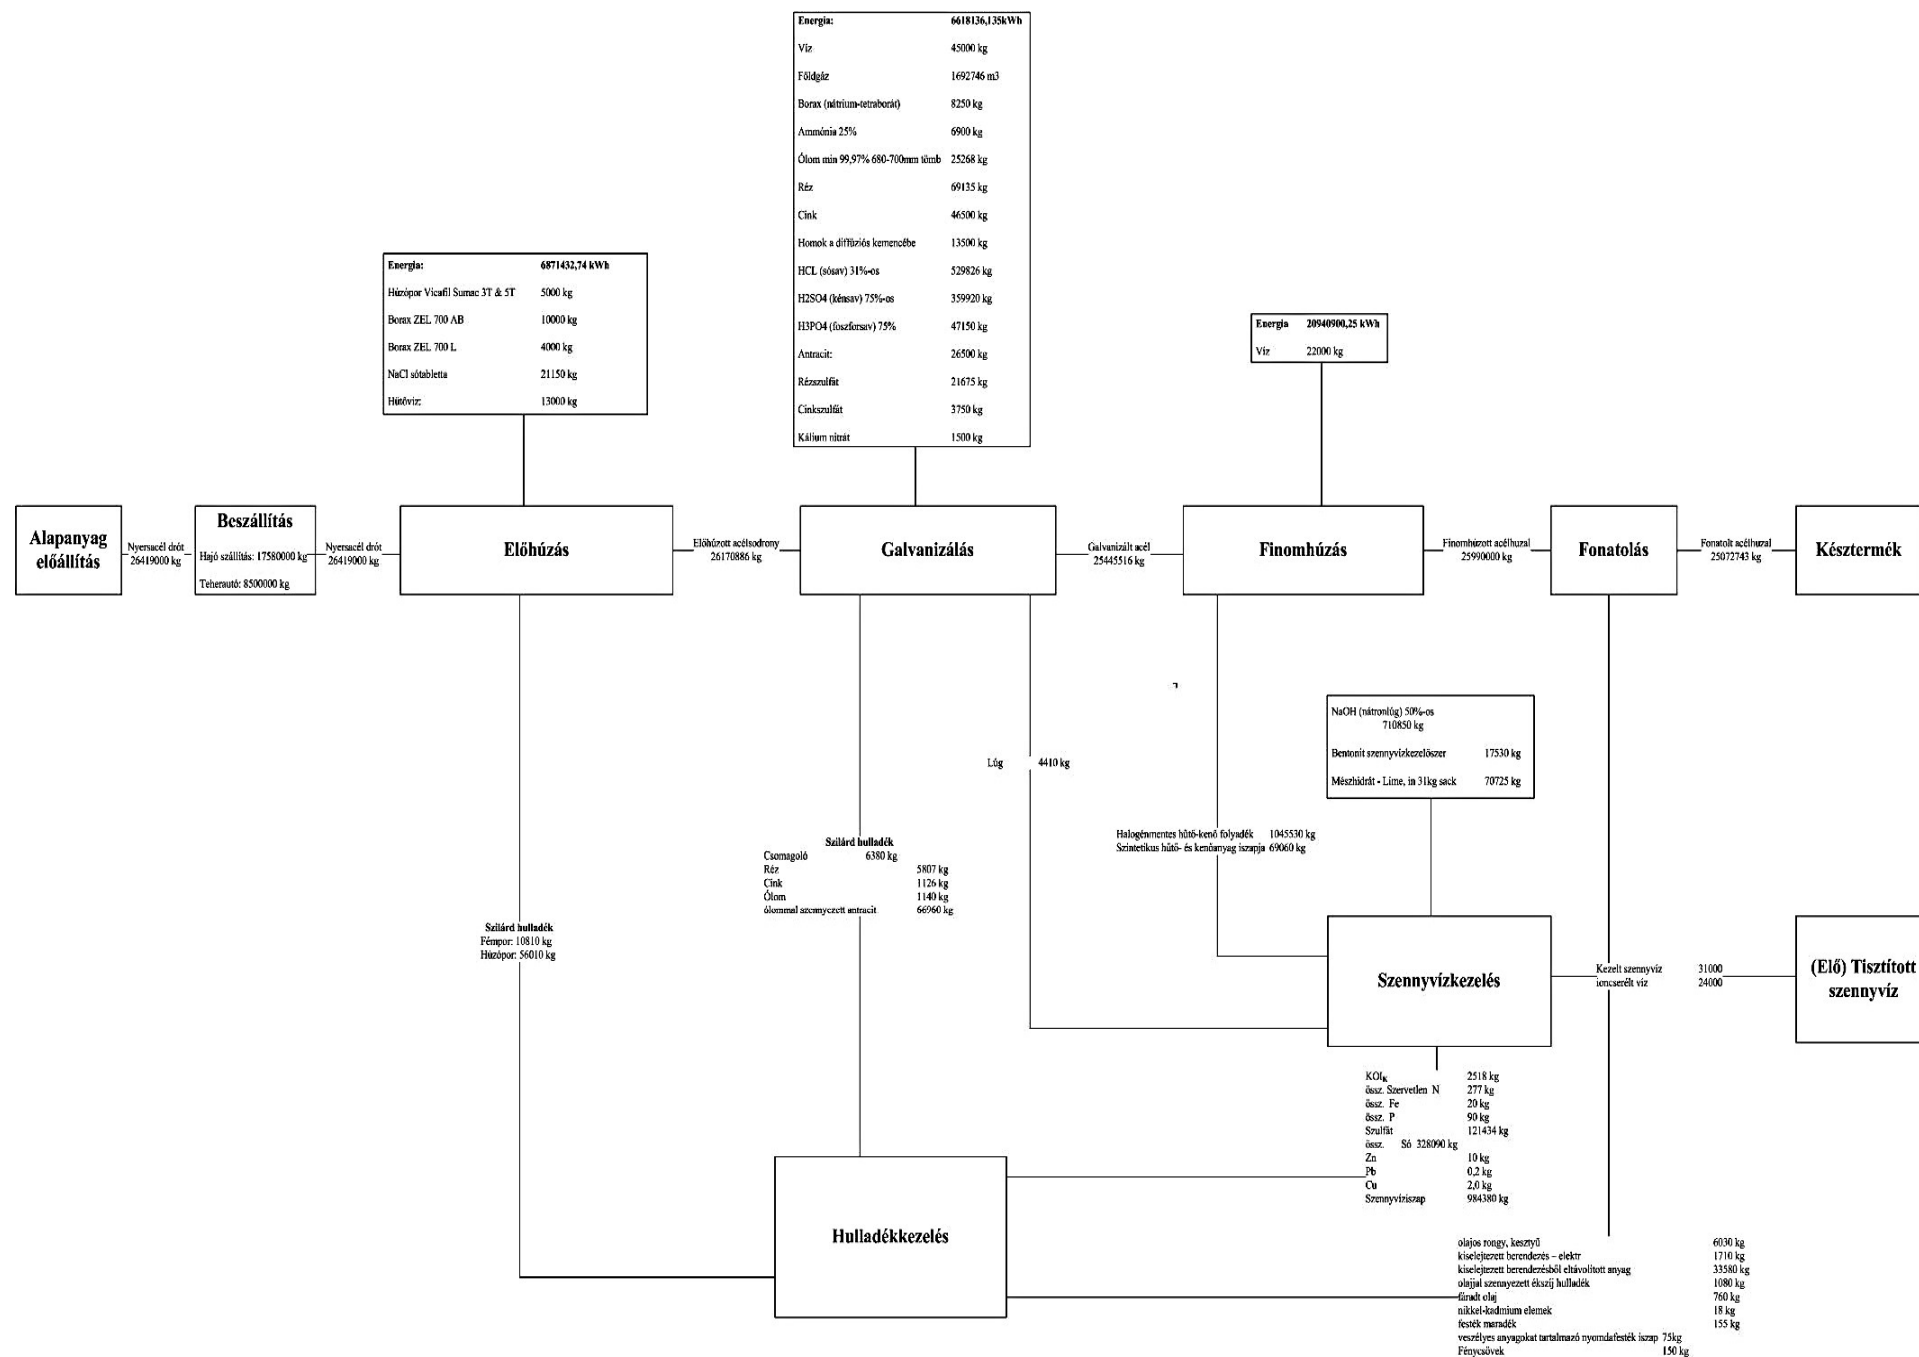 Energia: 6618136,135kWh
Víz 45000 kg
Földgáz 1692746 m3
Borax (nátrium-tetraborát) 8250 kg
Ammónia 25% 6900 kg
Ólom min 99,97% 680-700mm tömb 25268 kg
Réz 69135 kg
Cink 46500 kg
Homok a diffúziós kemencébe 13500 kg
HCL (sósav) 31%-os 529826 kg
H2SO4 (kénsav) 75%-os 359920 kg
H3PO4 (foszforsav) 75% 47150 kg
Antracit: 26500 kg
Rézszulfát 21675 kg
Cinkszulfát 3750 kg
Kálium nitrát 1500 kg
Energia: 6871432,74 kWh
Húzópor Vicafil Sumac 3T & 5T 5000 kg
Borax ZEL 700 AB 10000 kg
Borax ZEL 700 L 4000 kg
NaCl sótabletta 21150 kg
Hűtővíz: 13000 kg
Energia 20940900,25 kWh
Víz 22000 kg
Alapanyag
előállítás
Nyersacél drót
26419000 kg
Beszállítás
Hajó szállítás: 17580000 kg
Teherautó: 8500000 kg
Nyersacél drót
26419000 kg
Előhúzás
Előhúzott acélsodrony
26170886 kg
Galvanizálás
Galvanizált acél
25445516 kg
Finomhúzás
Finomhúzott acélhuzal
25990000 kg
Fonatolás
Fonatolt acélhuzal
25072743 kg
Késztermék
NaOH (nátronlúg) 50%-os
710850 kg
Bentonit szennyvízkezelőszer 17530 kg
Mészhidrát - Lime, in 31kg sack 70725 kg
Lúg 4410 kg
Halogénmentes hűtő-kenő folyadék 1045530 kg
Szintetikus hűtő- és kenőanyag iszapja 69060 kg
Szilárd hulladék
Csomagoló 6380 kg
Réz 5807 kg
Cink 1126 kg
Ólom 1140 kg
ólommal szennyezett antracit 66960 kg
Szilárd hulladék
Fémpor: 10810 kg
Húzópor: 56010 kg
Szennyvízkezelés
Kezelt szennyvíz 31000
ioncserélt víz 24000
(Elő) Tisztított
szennyvíz
KOIK 2518 kg
össz. Szervetlen N 277 kg
össz. Fe 20 kg
össz. P 90 kg
Szulfát 121434 kg
össz. Só 328090 kg
Zn 10 kg
Pb 0,2 kg
Cu 2,0 kg
Szennyvíziszap 984380 kg
Hulladékkezelés
olajos rongy, kesztyű 6030 kg
kiselejtezett berendezés – elektr 1710 kg
kiselejtezett berendezésből eltávolított anyag 33580 kg
olajjal szennyezett ékszíj hulladék 1080 kg
fáradt olaj 760 kg
nikkel-kadmium elemek 18 kg
festék maradék 155 kg
veszélyes anyagokat tartalmazó nyomdafesték iszap 75kg
Fénycsövek 150 kg